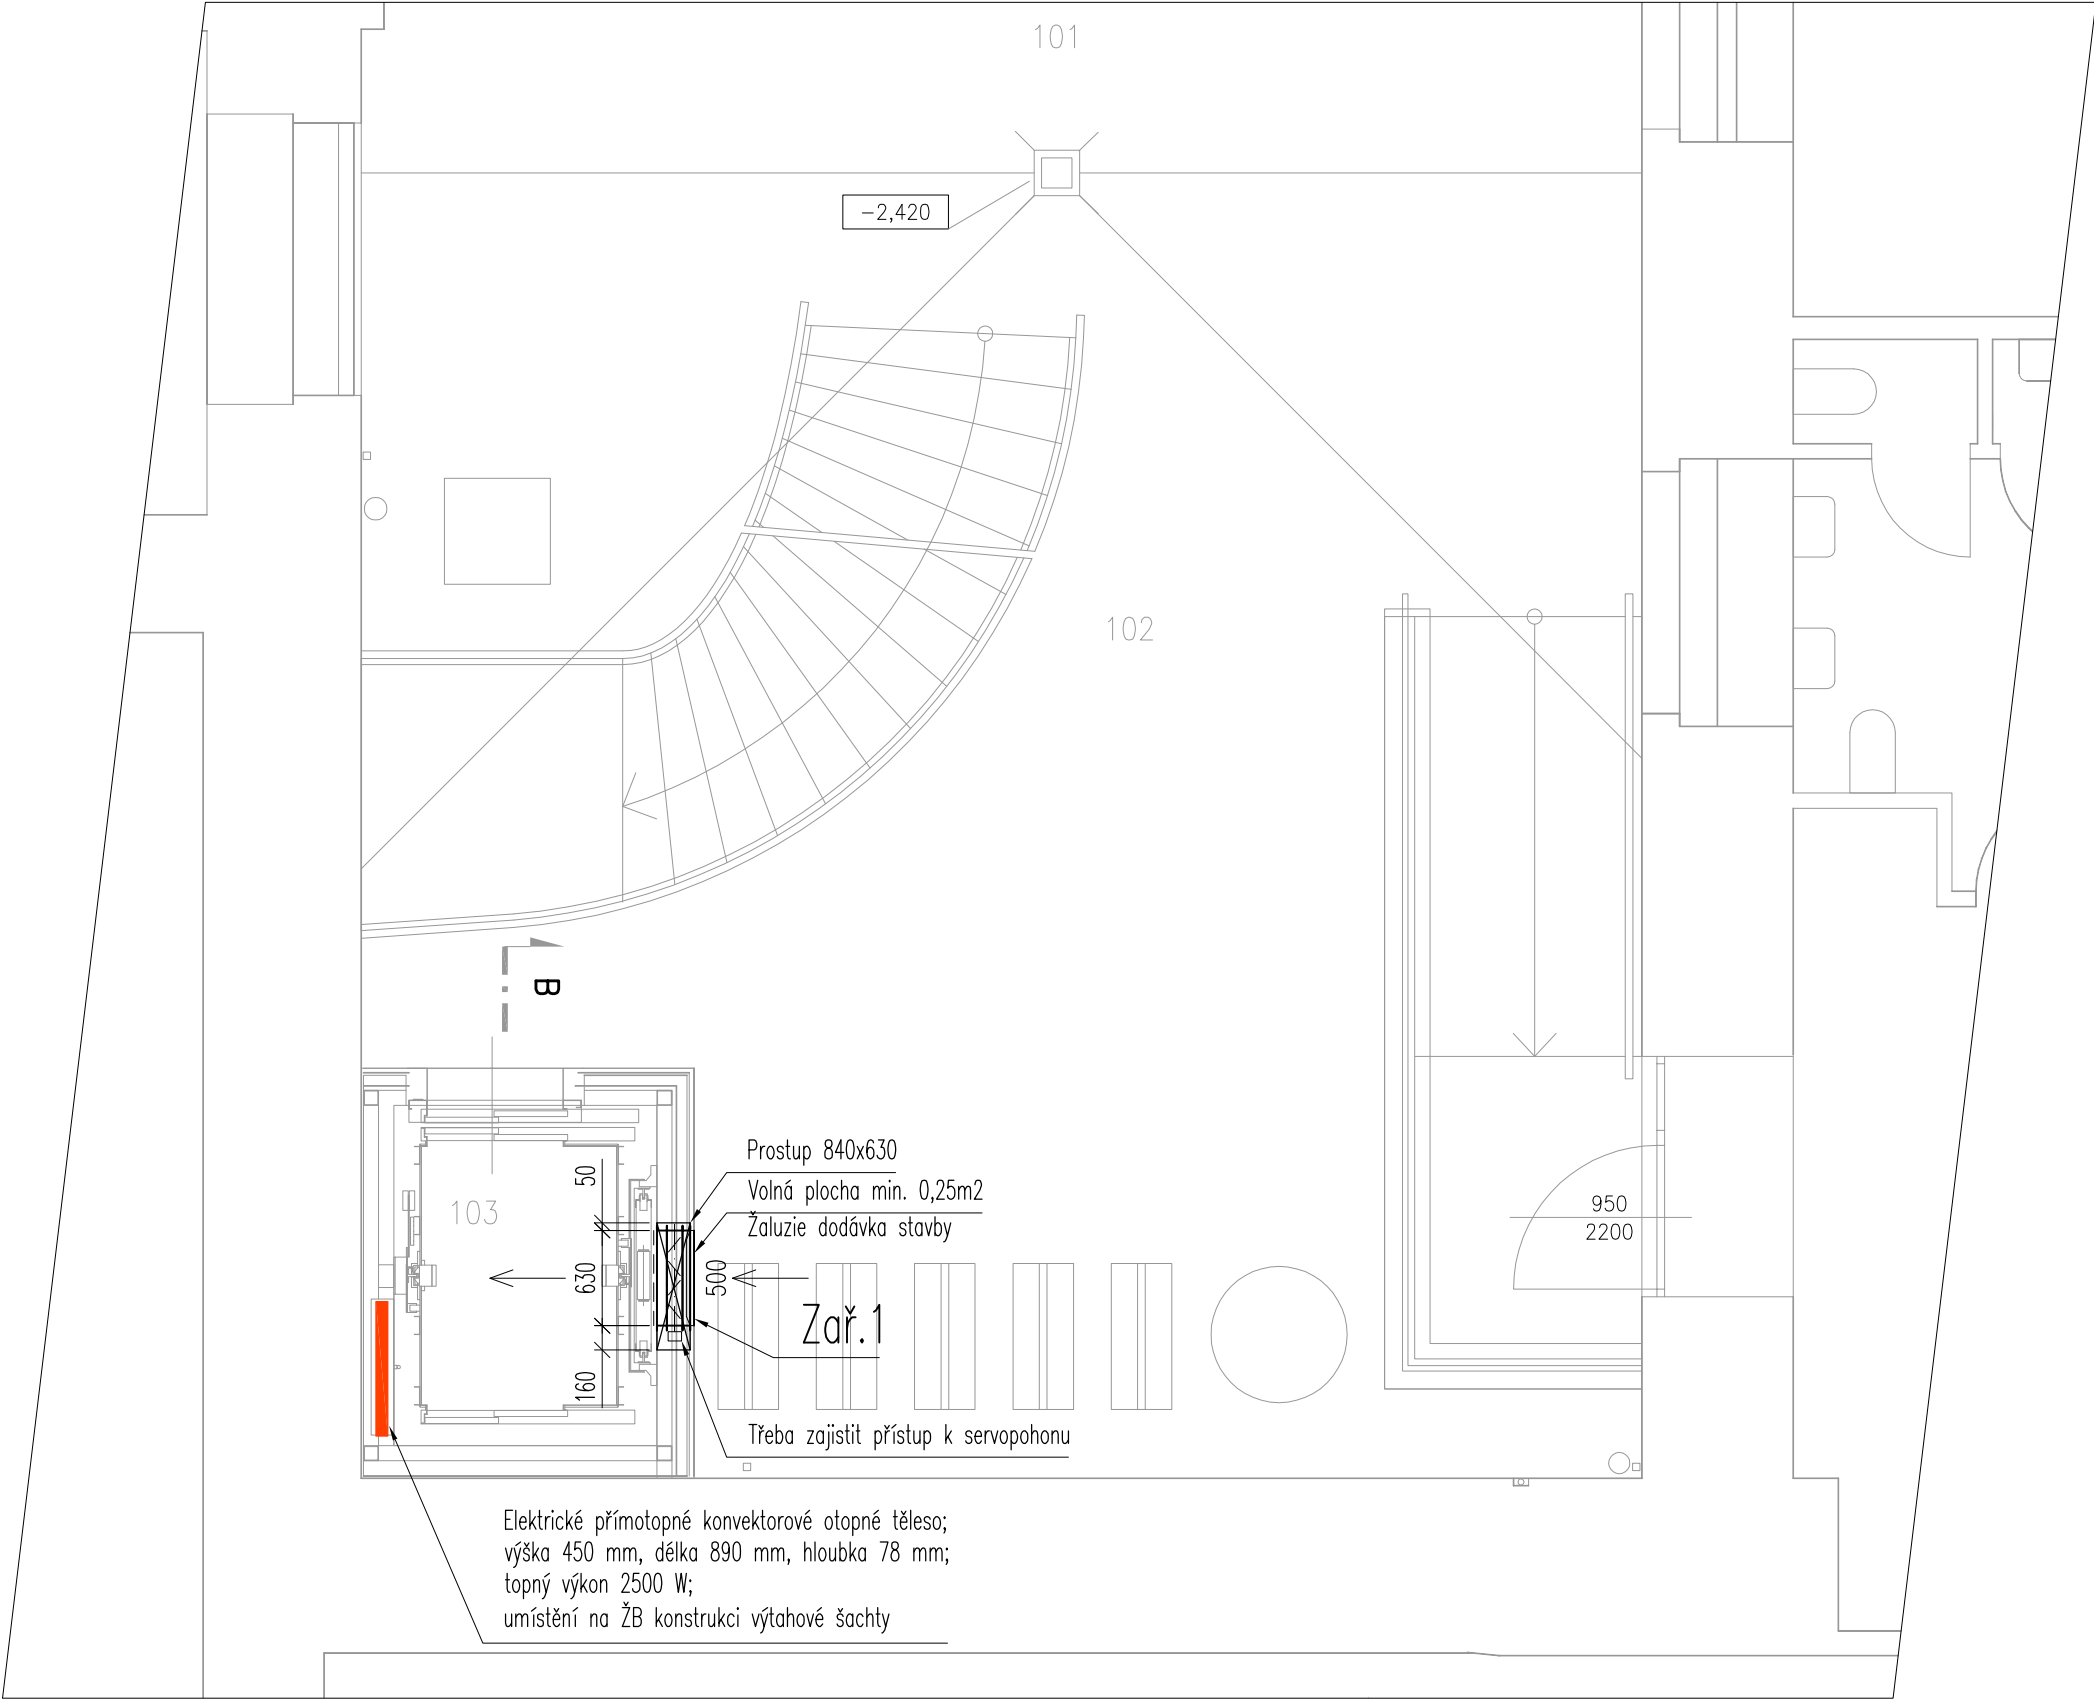 101
−2,420
102
B
Prostup 840x630
Volná plocha min. 0,25m2
Žaluzie dodávka stavby
50
103
630
500
160
950
2200
Zař.1
Třeba zajistit přístup k servopohonu
Elektrické přímotopné konvektorové otopné těleso;
výška 450 mm, délka 890 mm, hloubka 78 mm;
topný výkon 2500 W;
umístění na ŽB konstrukci výtahové šachty